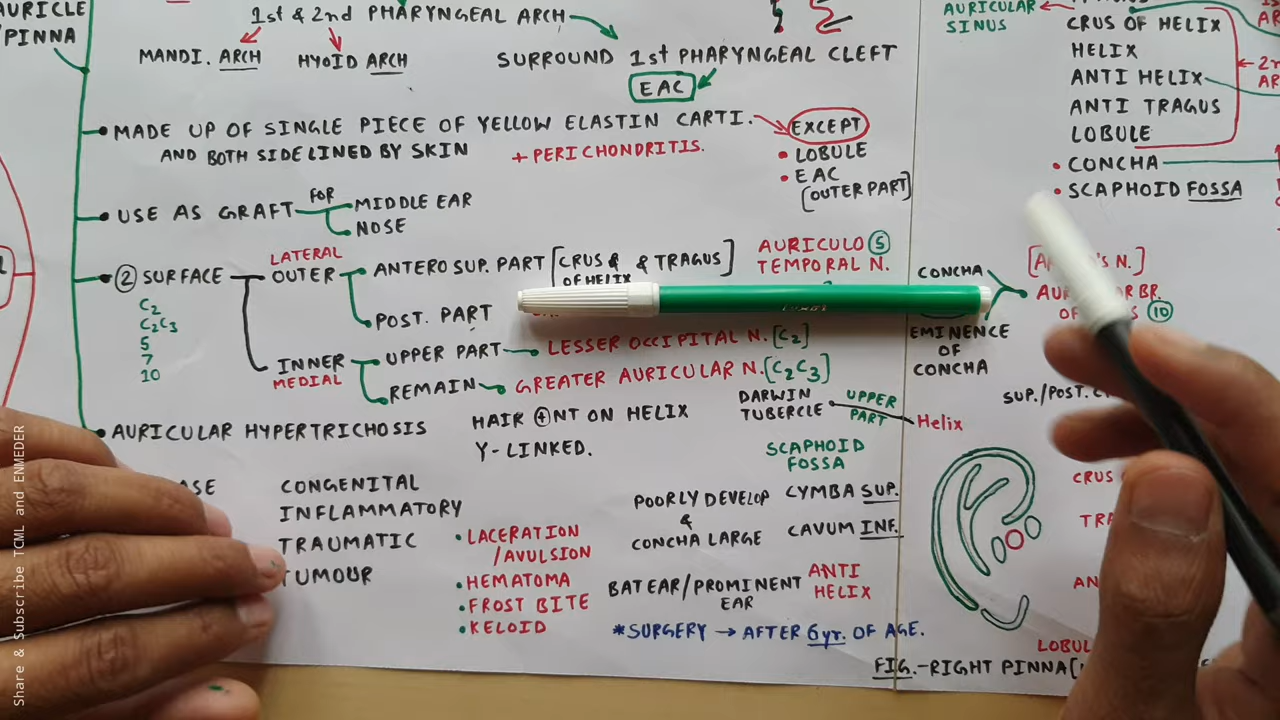 AURICLE
/PINNA
1st & 2nd PHARYNGEAL ARCH
MANDI. ARCH
HYOID ARCH
SURROUND 1st PHARYNGEAL CLEFT
EAC
MADE UP OF SINGLE PIECE OF YELLOW ELASTIN CARTI.
AND BOTH SIDE LINED BY SKIN
+ PERICHONDRITIS.
EXCEPT
• LOBULE
• EAC
[OUTER PART]
USE AS GRAFT FOR MIDDLE EAR
NOSE
② SURFACE
C2
C2C3
5
7
10
LATERAL
OUTER
ANTERO SUP. PART [CRUS & & TRAGUS]
OF HELIX
AURICULO ⑤
TEMPORAL N.
POST. PART
INNER
MEDIAL
UPPER PART
LESSER OCCIPITAL N. [C2]
REMAIN
GREATER AURICULAR N. [C2C3]
AURICULAR HYPERTRICHOSIS
HAIR ⊕NT ON HELIX
Y-LINKED.
DARWIN
TUBERCLE
UPPER
PART
Helix
SCAPHOID
FOSSA
CONGENITAL
INFLAMMATORY
TRAUMATIC
TUMOUR
• LACERATION
/AVULSION
• HEMATOMA
• FROST BITE
• KELOID
POORLY DEVELOP
&
CONCHA LARGE
CYMBA SUP.
CAVUM INF.
BAT EAR/PROMINENT
EAR
ANTI
HELIX
*SURGERY → AFTER 6yr. OF AGE.
AURICULAR
SINUS
CRUS OF HELIX
HELIX
ANTI HELIX
ANTI TRAGUS
LOBULE
• CONCHA
• SCAPHOID FOSSA
CONCHA
EMINENCE
OF
CONCHA
BR.
⑩
SUP./POST.
CRUS
FIG.-RIGHT PINNA
Share & Subscribe TCML and ENMEDER